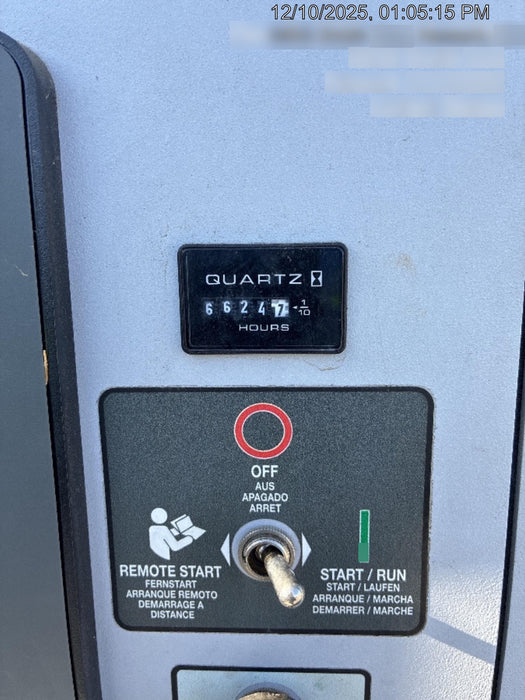 12/10/2025, 01:05:15 PM
QUARTZ
6 6 2 4 7 1/10
HOURS
OFF
AUS
APAGADO
ARRET
REMOTE START
FERNSTART
ARRANQUE REMOTO
DEMARRAGE A
DISTANCE
START / RUN
START / LAUFEN
ARRANQUE / MARCHA
DEMARRER / MARCHE